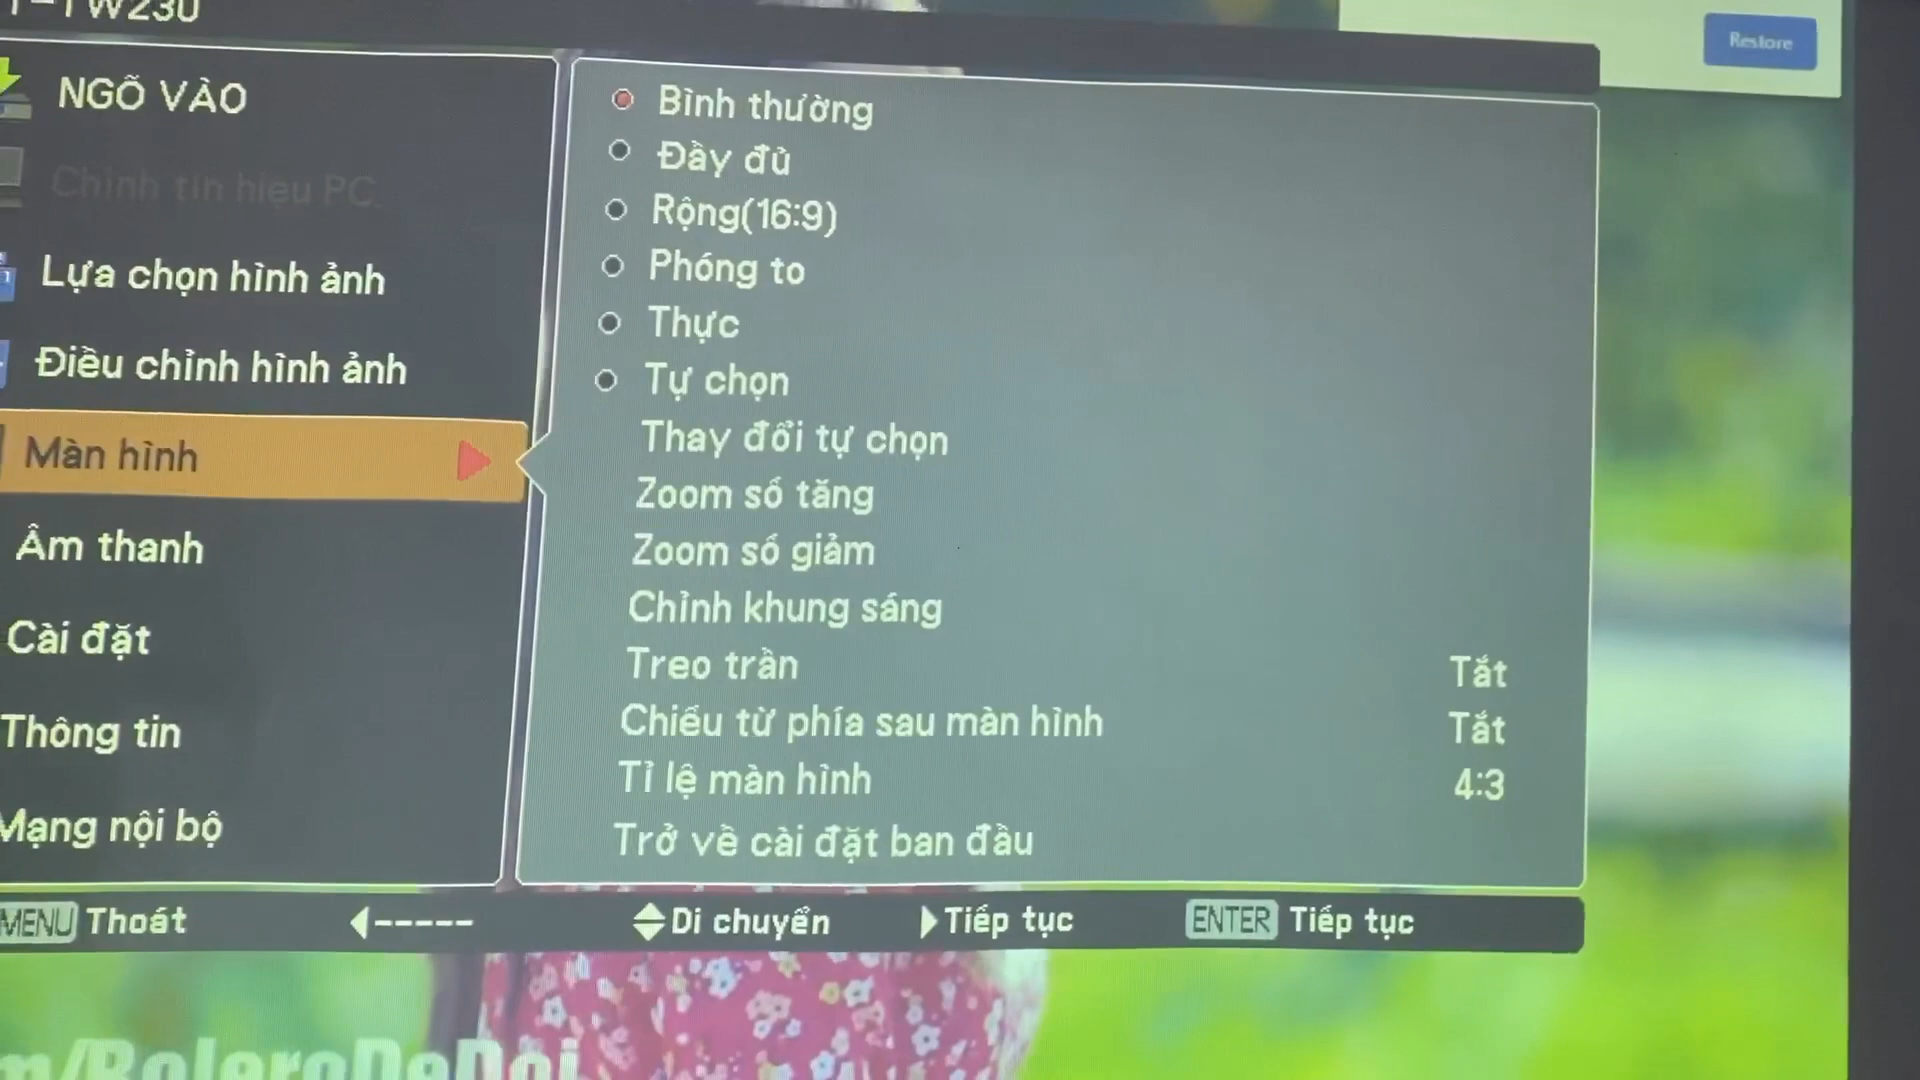 Restore
NGÕ VÀO
Chỉnh tín hiệu PC
Lựa chọn hình ảnh
Điều chỉnh hình ảnh
Màn hình
Âm thanh
Cài đặt
Thông tin
Mạng nội bộ
Bình thường
Đầy đủ
Rộng(16:9)
Phóng to
Thực
Tự chọn
Thay đổi tự chọn
Zoom số tăng
Zoom số giảm
Chỉnh khung sáng
Treo trần Tắt
Chiếu từ phía sau màn hình Tắt
Tỉ lệ màn hình 4:3
Trở về cài đặt ban đầu
MENU Thoát ----- Di chuyển Tiếp tục ENTER Tiếp tục